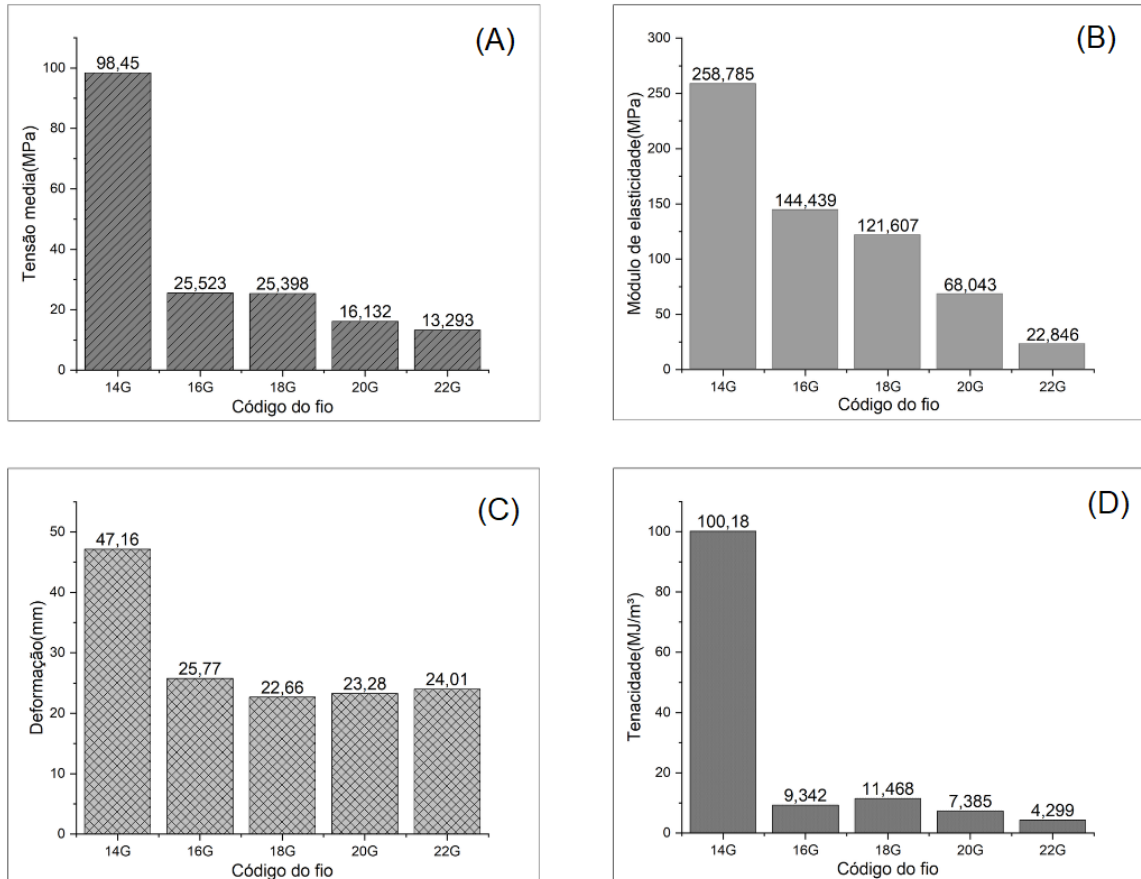 (A)
Tensão media(MPa)
100
80
60
40
20
0
98,45
25,523
25,398
16,132
13,293
14G
16G
18G
20G
22G
Código do fio
(B)
Módulo de elasticidade(MPa)
300
250
200
150
100
50
0
258,785
144,439
121,607
68,043
22,846
14G
16G
18G
20G
22G
Código do fio
(C)
Deformação(mm)
50
40
30
20
10
0
47,16
25,77
22,66
23,28
24,01
14G
16G
18G
20G
22G
Código do fio
(D)
Tenacidade(MJ/m³)
100
80
60
40
20
0
100,18
9,342
11,468
7,385
4,299
14G
16G
18G
20G
22G
Código do fio